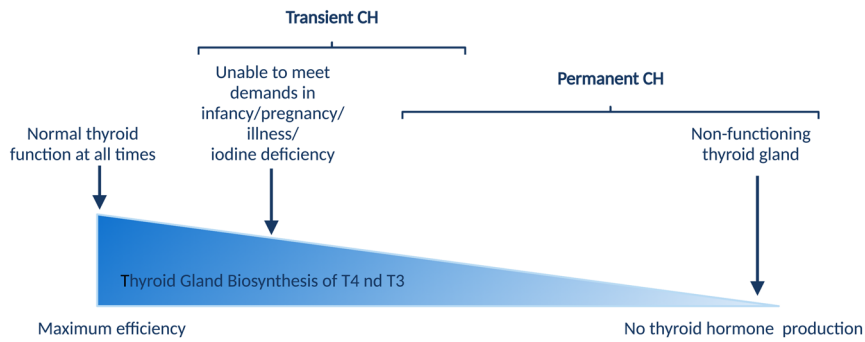 Transient CH
Unable to meet
demands in
infancy/pregnancy/
illness/
iodine deficiency
Permanent CH
Normal thyroid
function at all times
Non-functioning
thyroid gland
Thyroid Gland Biosynthesis of T4 nd T3
Maximum efficiency
No thyroid hormone production